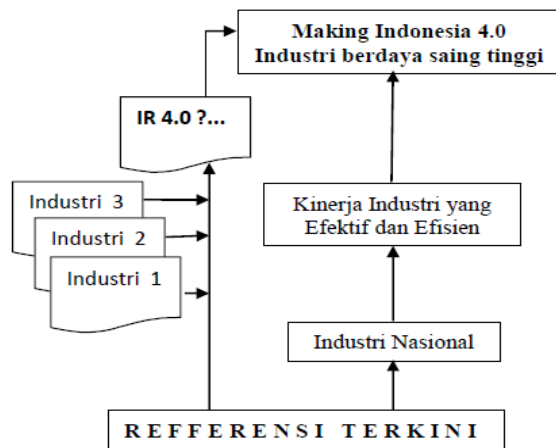 Making Indonesia 4.0
Industri berdaya saing tinggi
IR 4.0 ?...
Industri 3
Industri 2
Industri 1
Kinerja Industri yang
Efektif dan Efisien
Industri Nasional
REFFERENSI TERKINI